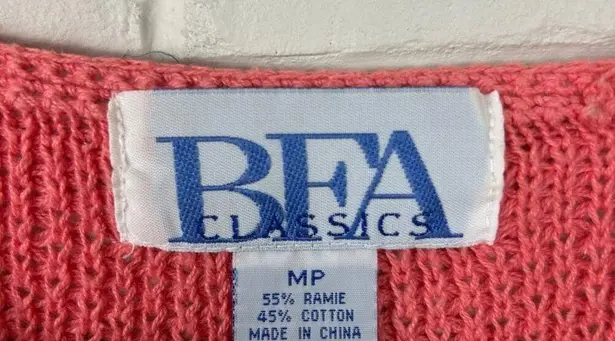 BFA
CLASSICS
MP
55% RAMIE
45% COTTON
MADE IN CHINA